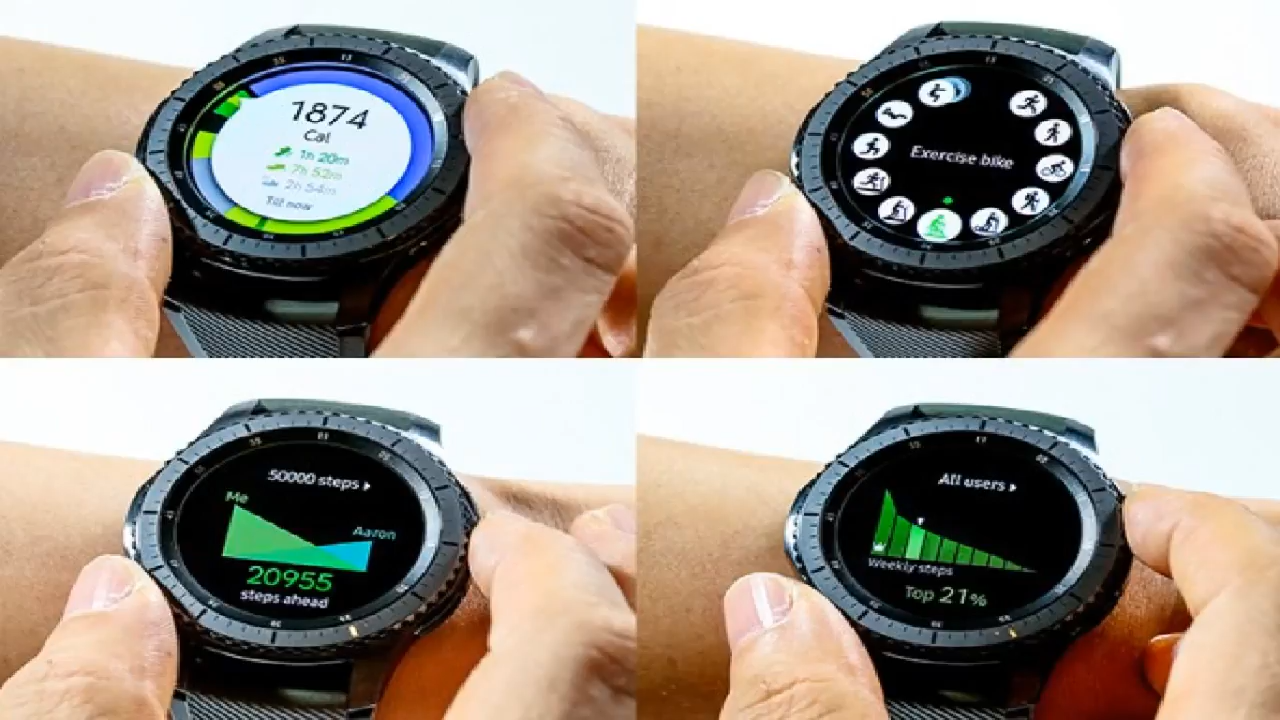 1874
Cal
1h 20m
7h 52m
2h 54m
Till now
Exercise bike
50000 steps
Me
Aaron
20955
steps ahead
All users
Weekly steps
Top 21%